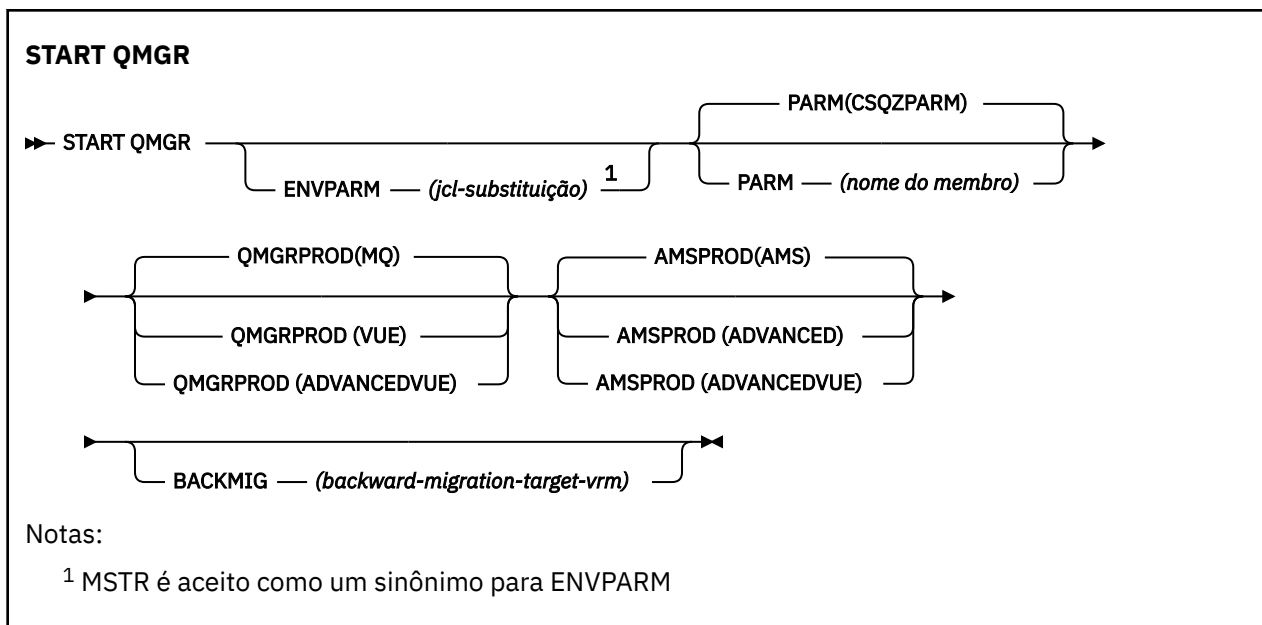 START QMGR
PARM(CSQZPARM)
START QMGR
ENVPARM (jcl-substituição) 1
PARM (nome do membro)
QMGRPROD(MQ)
AMSPROD(AMS)
QMGRPROD (VUE)
AMSPROD (ADVANCED)
QMGRPROD (ADVANCEDVUE)
AMSPROD (ADVANCEDVUE)
BACKMIG (backward-migration-target-vrm)
Notas:
1 MSTR é aceito como um sinônimo para ENVPARM